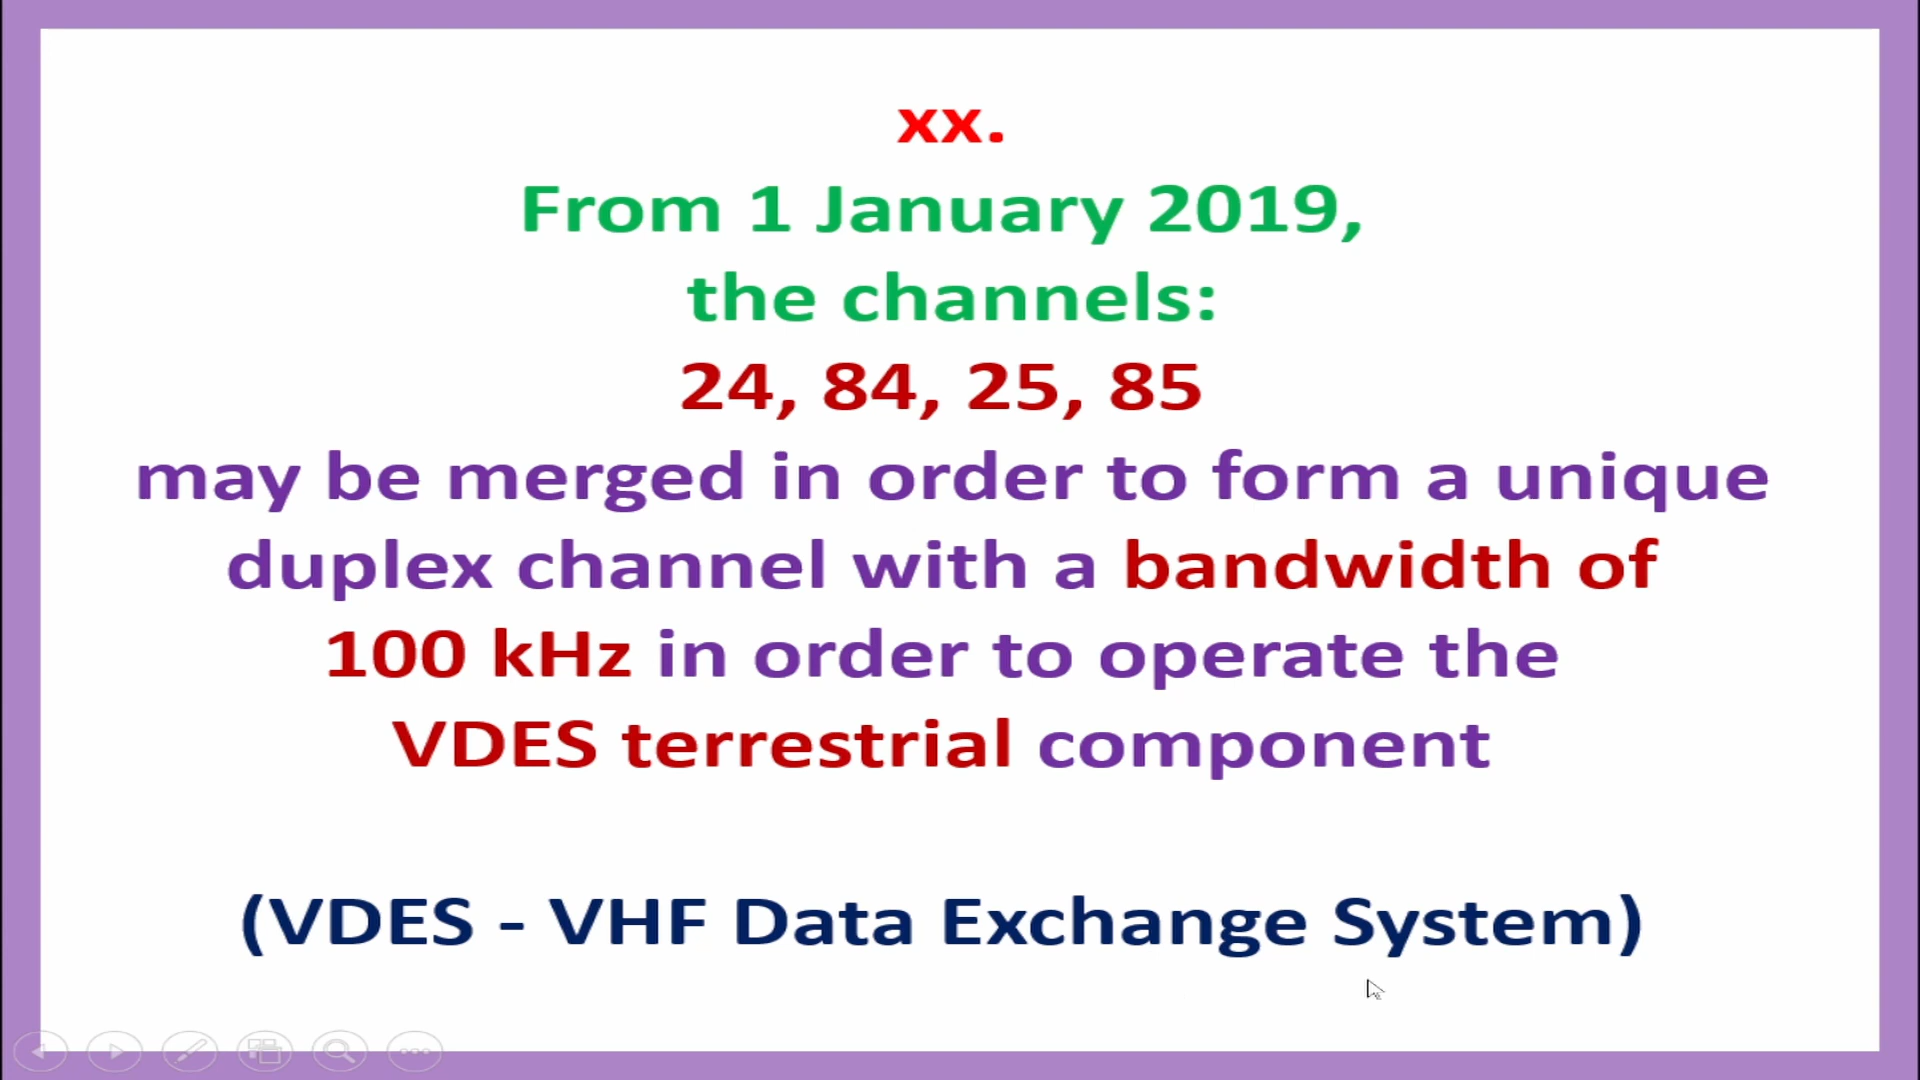 xx.
From 1 January 2019,
the channels:
24, 84, 25, 85
may be merged in order to form a unique
duplex channel with a bandwidth of
100 kHz in order to operate the
VDES terrestrial component
(VDES - VHF Data Exchange System)